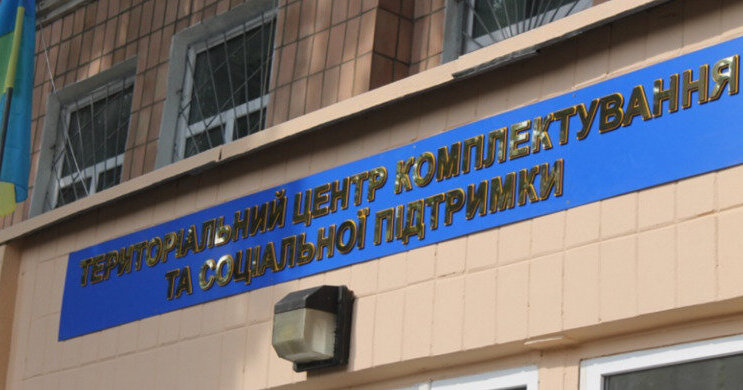 ТЕРИТОРІАЛЬНИЙ ЦЕНТР КОМПЛЕКТУВАННЯ
ТА СОЦІАЛЬНОЇ ПІДТРИМКИ